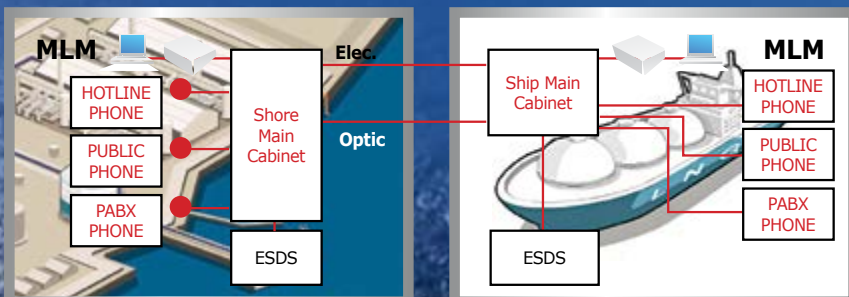 MLM
HOTLINE
PHONE
PUBLIC
PHONE
PABX
PHONE
Shore
Main
Cabinet
ESDS
Elec.
Optic
Ship Main
Cabinet
ESDS
MLM
HOTLINE
PHONE
PUBLIC
PHONE
PABX
PHONE
L N G